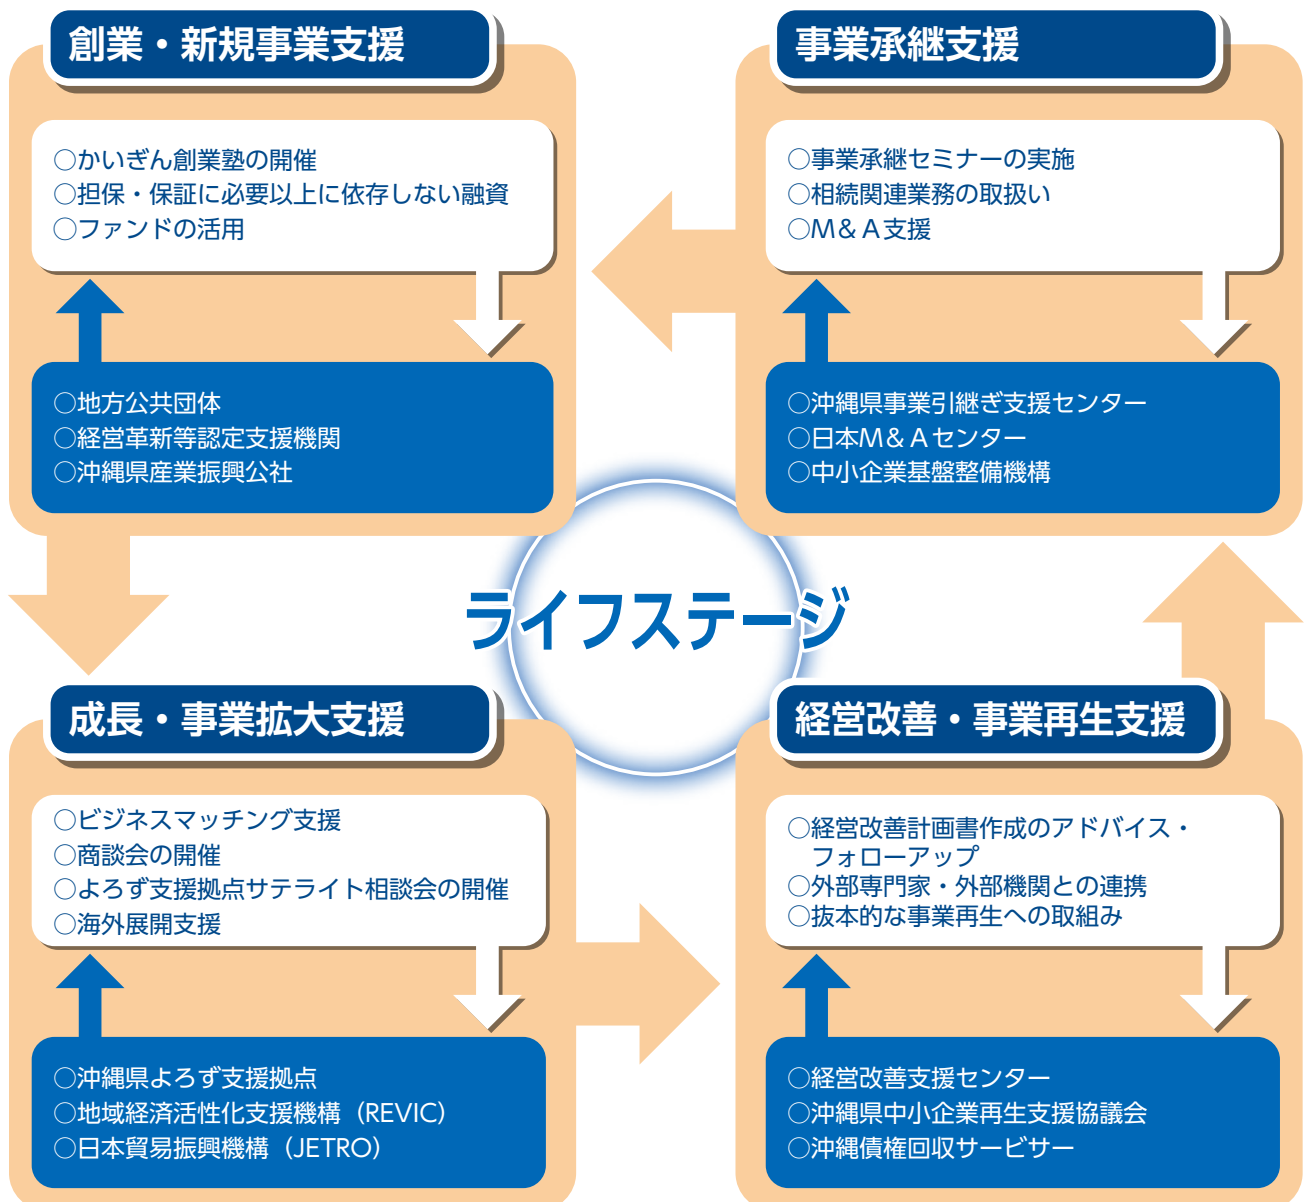 創業・新規事業支援
○かいぎん創業塾の開催
○担保・保証に必要以上に依存しない融資
○ファンドの活用
○地方公共団体
○経営革新等認定支援機関
○沖縄県産業振興公社
事業承継支援
○事業承継セミナーの実施
○相続関連業務の取扱い
○M&A支援
○沖縄県事業引継ぎ支援センター
○日本M&Aセンター
○中小企業基盤整備機構
ライフステージ
成長・事業拡大支援
○ビジネスマッチング支援
○商談会の開催
○よろず支援拠点サテライト相談会の開催
○海外展開支援
○沖縄県よろず支援拠点
○地域経済活性化支援機構（REVIC）
○日本貿易振興機構（JETRO）
経営改善・事業再生支援
○経営改善計画書作成のアドバイス・
フォローアップ
○外部専門家・外部機関との連携
○抜本的な事業再生への取組み
○経営改善支援センター
○沖縄県中小企業再生支援協議会
○沖縄債権回収サービサー